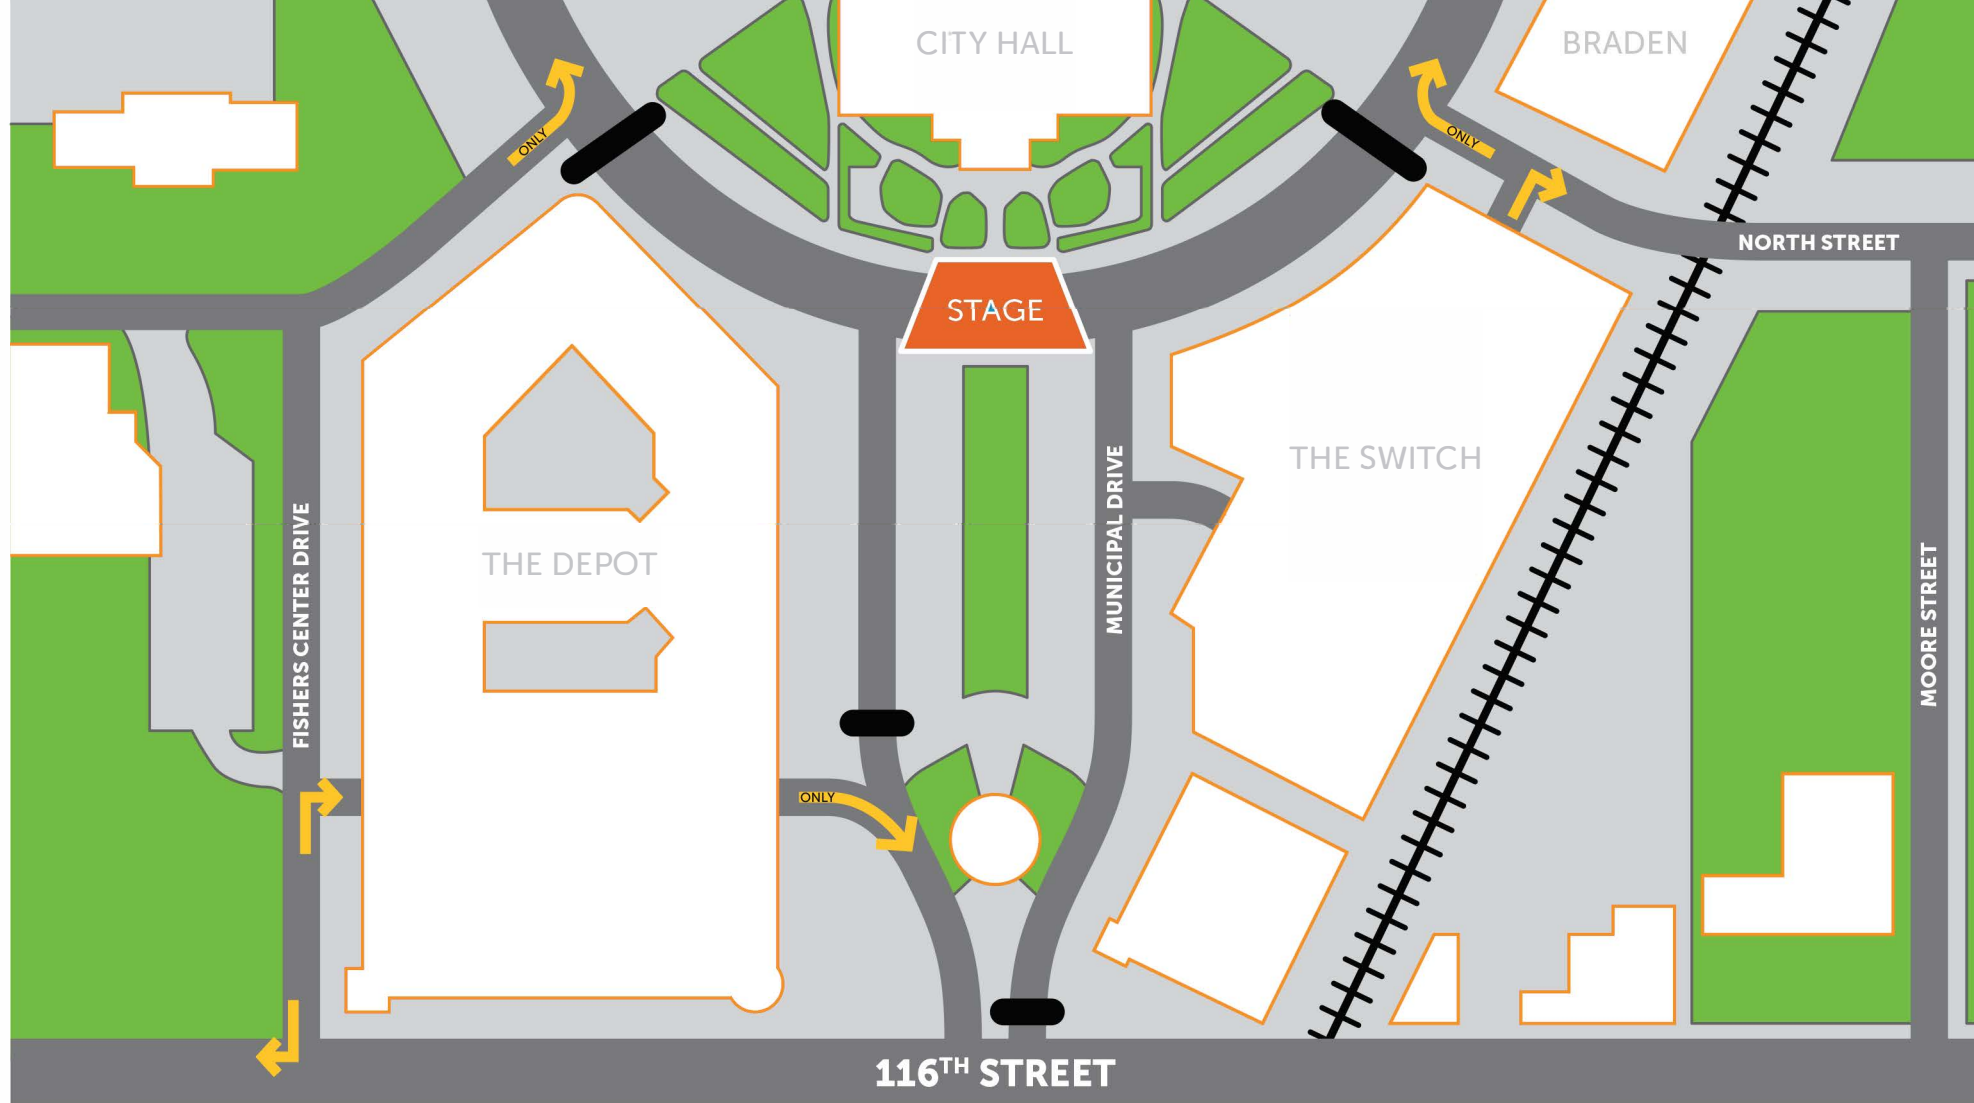 CITY HALL
BRADEN
ONLY
ONLY
NORTH STREET
STAGE
THE SWITCH
MUNICIPAL DRIVE
THE DEPOT
FISHERS CENTER DRIVE
MOORE STREET
ONLY
116TH STREET